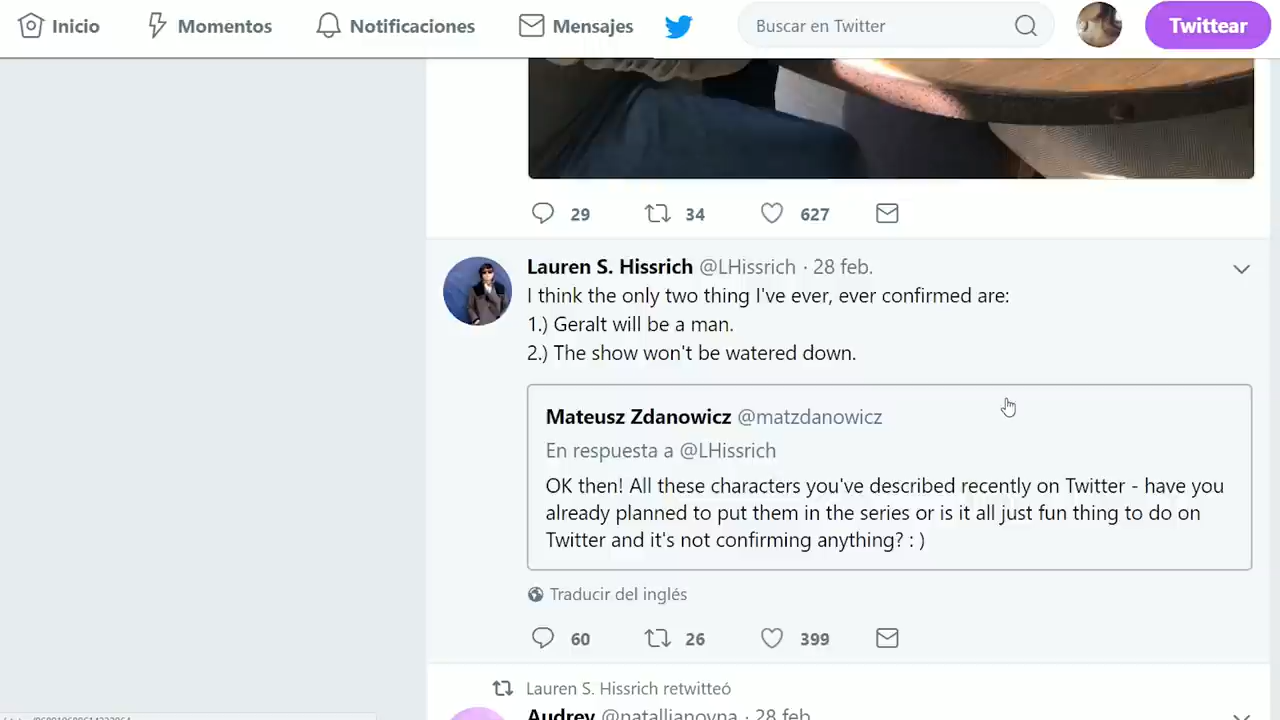 Inicio
Momentos
Notificaciones
Mensajes
Buscar en Twitter
Twittear
29
34
627
Lauren S. Hissrich @LHissrich · 28 feb.
I think the only two thing I've ever, ever confirmed are:
1.) Geralt will be a man.
2.) The show won't be watered down.
Mateusz Zdanowicz @matzdanowicz
En respuesta a @LHissrich
OK then! All these characters you've described recently on Twitter - have you
already planned to put them in the series or is it all just fun thing to do on
Twitter and it's not confirming anything? : )
Traducir del inglés
60
26
399
Lauren S. Hissrich retwitteó
Audrey @natallianovna · 28 feb.